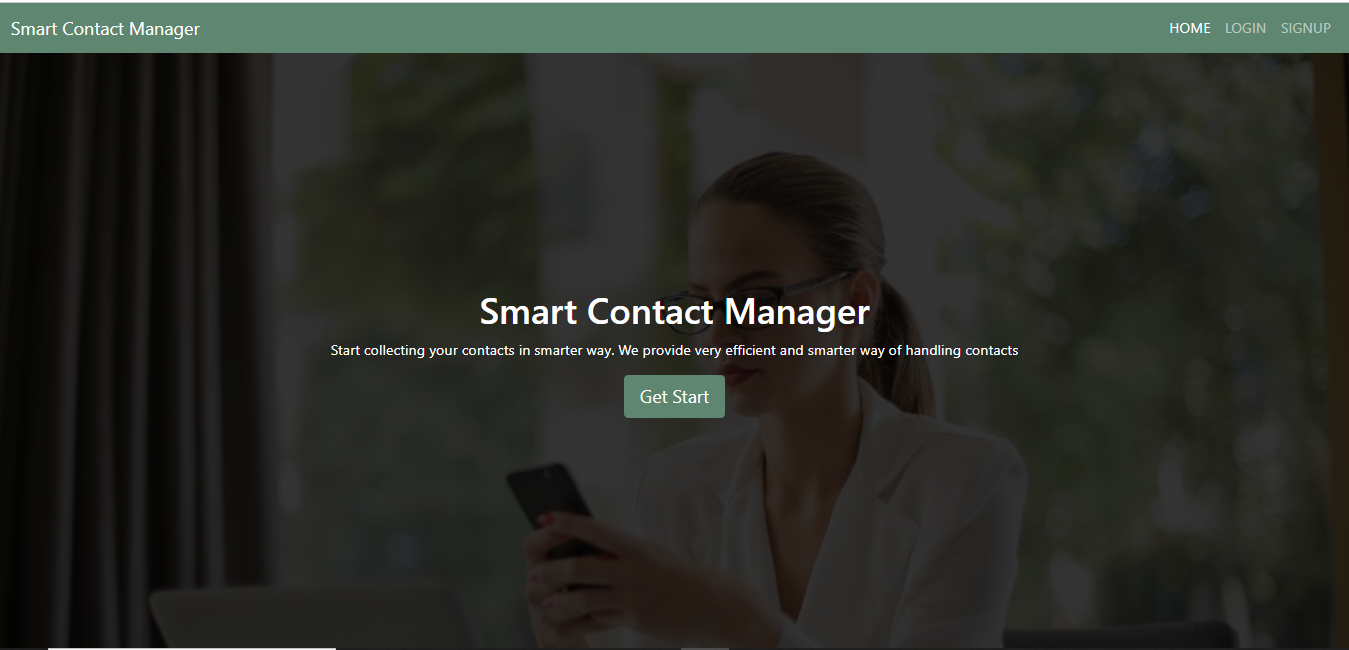 Smart Contact Manager
HOME LOGIN SIGNUP
Smart Contact Manager
Start collecting your contacts in smarter way. We provide very efficient and smarter way of handling contacts
Get Start